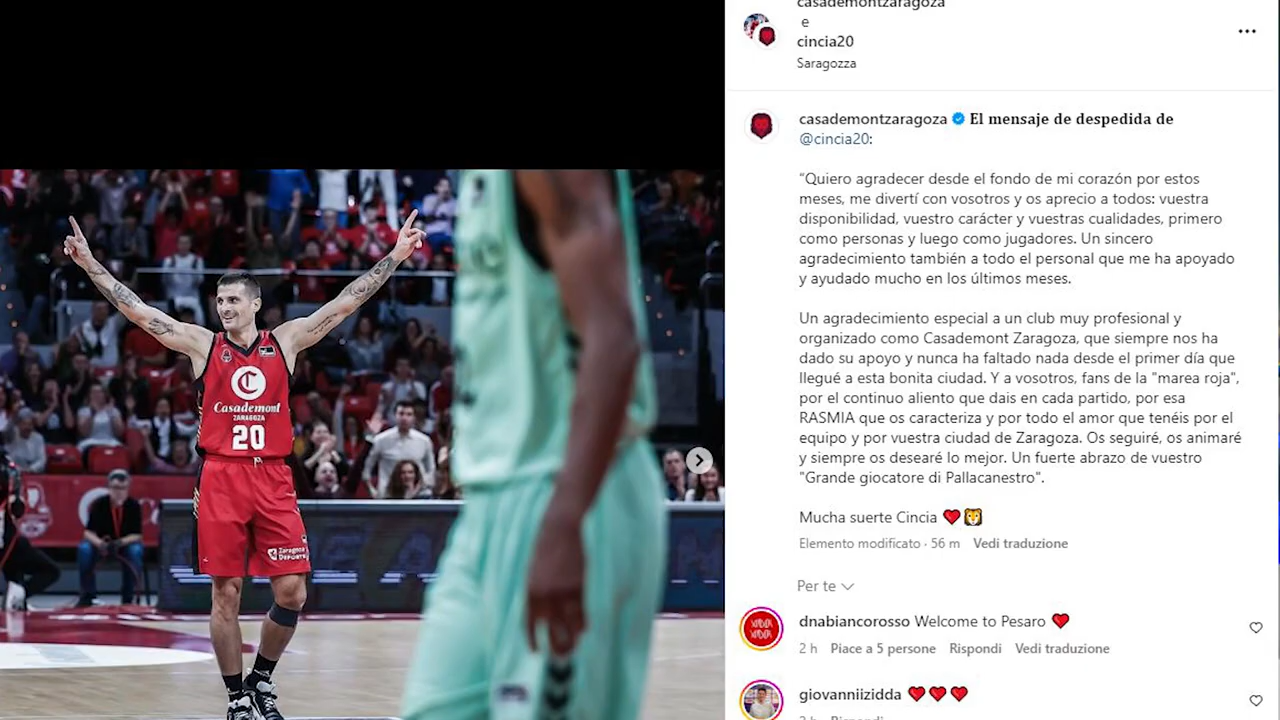 casademontzaragoza
e
cincia20
Saragozza
casademontzaragoza El mensaje de despedida de
@cincia20:
“Quiero agradecer desde el fondo de mi corazón por estos
meses, me divertí con vosotros y os aprecio a todos: vuestra
disponibilidad, vuestro carácter y vuestras cualidades, primero
como personas y luego como jugadores. Un sincero
agradecimiento también a todo el personal que me ha apoyado
y ayudado mucho en los últimos meses.
Un agradecimiento especial a un club muy profesional y
organizado como Casademont Zaragoza, que siempre nos ha
dado su apoyo y nunca ha faltado nada desde el primer día que
llegué a esta bonita ciudad. Y a vosotros, fans de la "marea roja",
por el continuo aliento que dais en cada partido, por esa
RASMIA que os caracteriza y por todo el amor que tenéis por el
equipo y por vuestra ciudad de Zaragoza. Os seguiré, os animaré
y siempre os desearé lo mejor. Un fuerte abrazo de vuestro
"Grande giocatore di Pallacanestro".
Mucha suerte Cincia ❤️🐯
Elemento modificato · 56 m Vedi traduzione
Per te
dnabiancorosso Welcome to Pesaro ❤️
2 h Piace a 5 persone Rispondi Vedi traduzione
giovanniizidda ❤️❤️❤️
2 h Rispondi
Casademont
ZARAGOZA
20
Zaragoza
DEPORTE